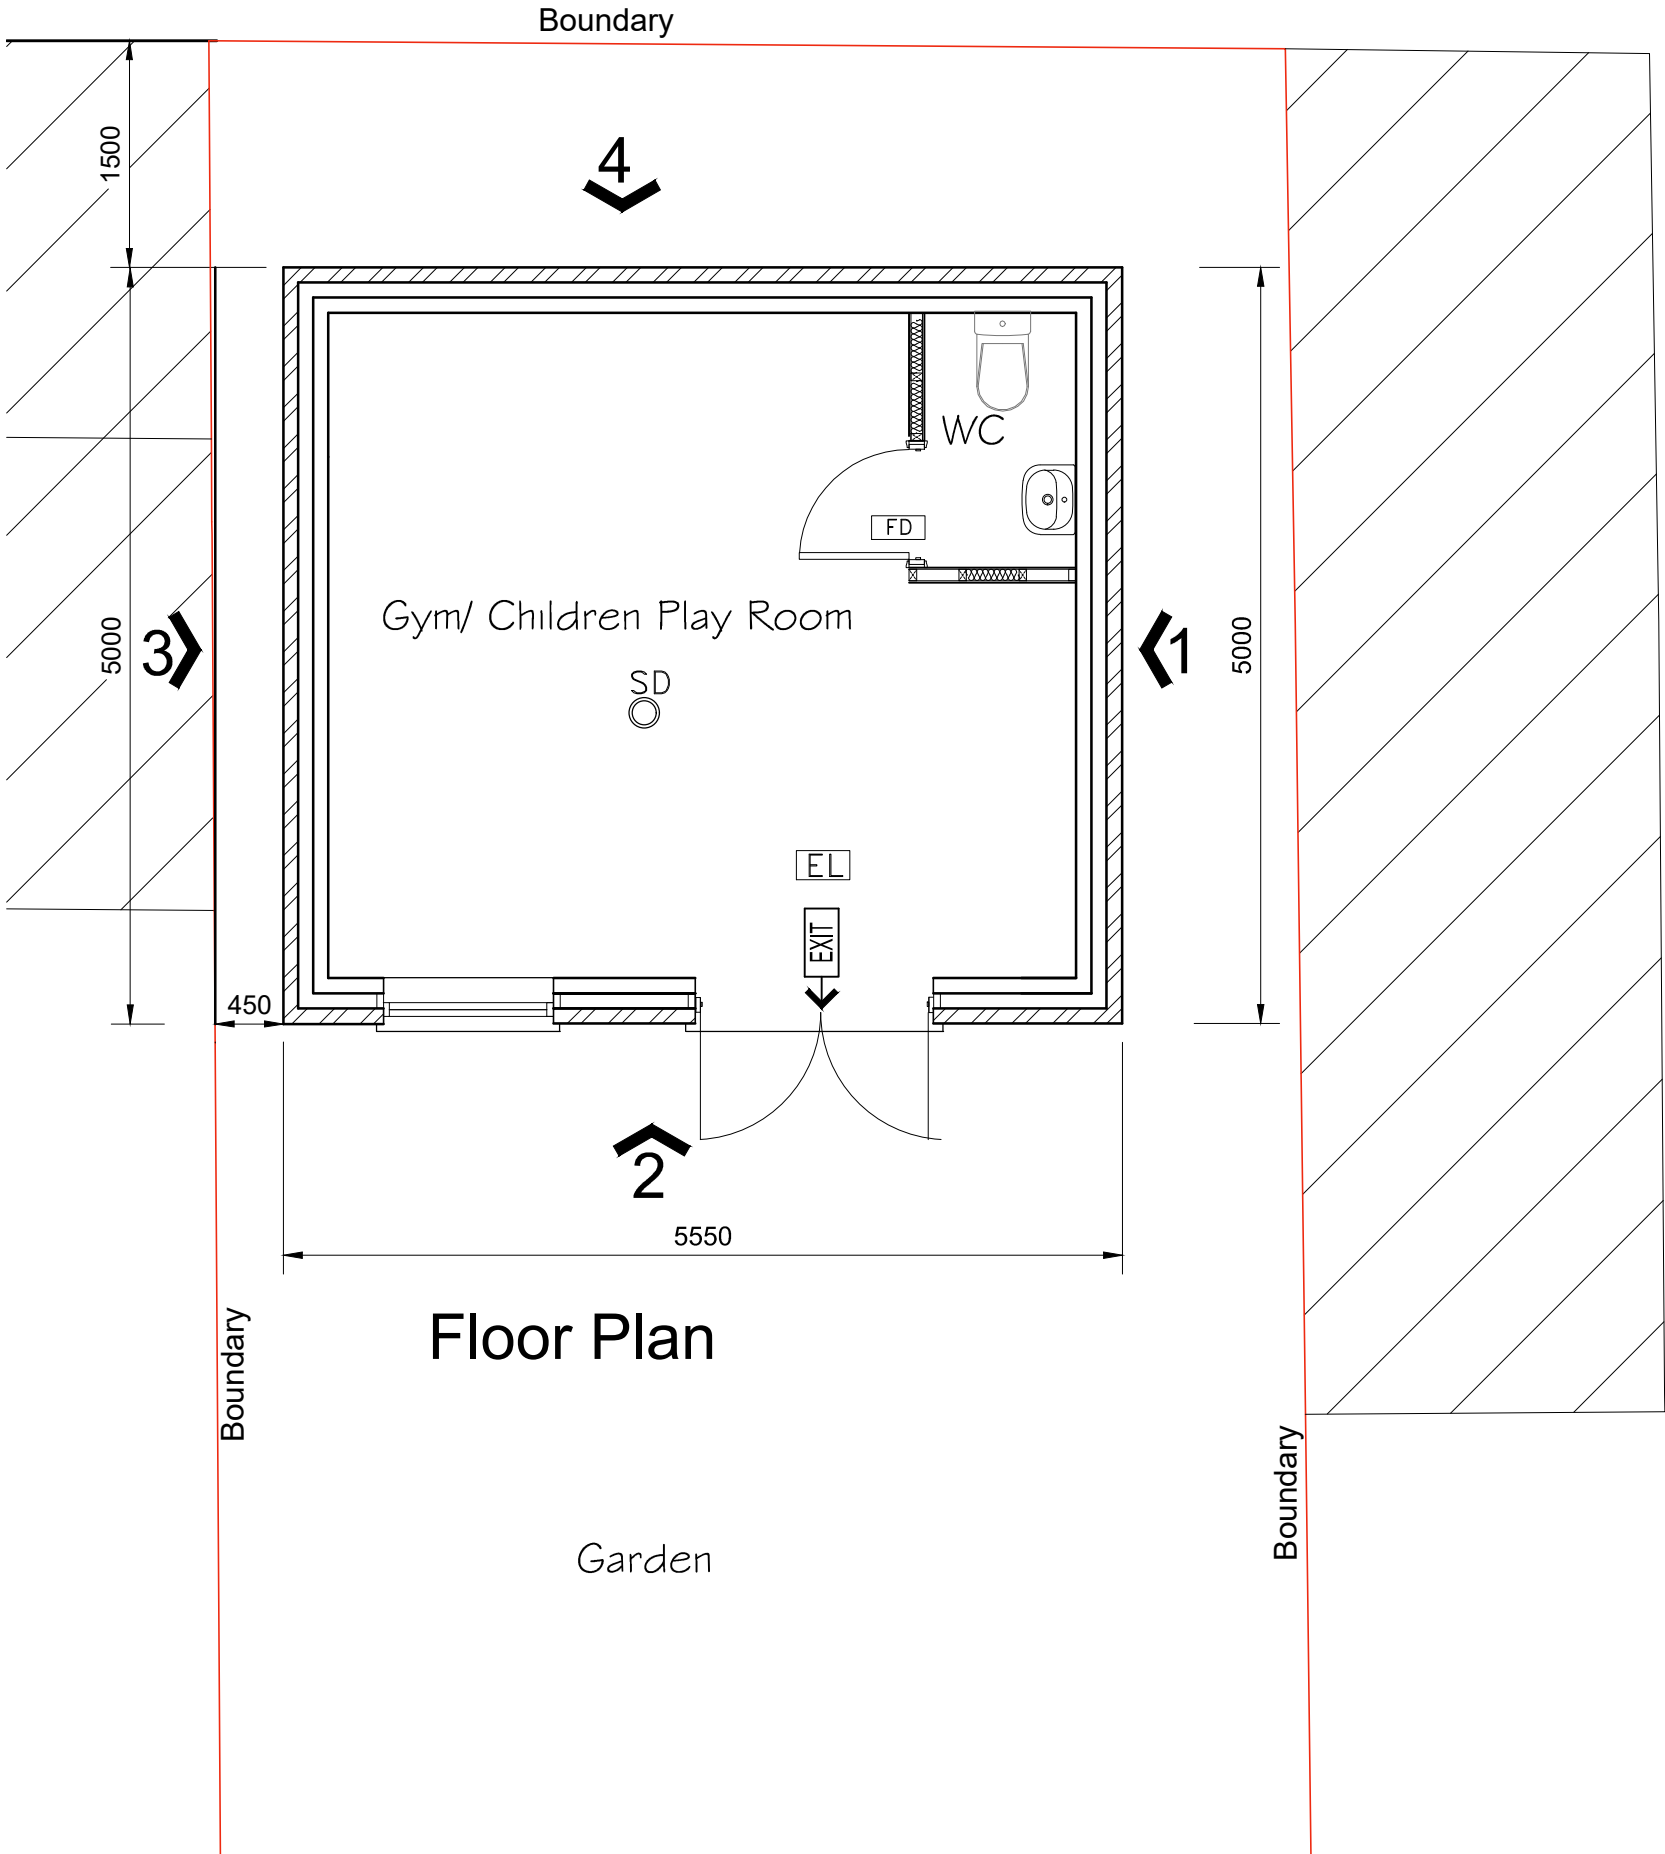 Boundary
1500
4
WC
FD
Gym/ Children Play Room
5000
3
1
5000
SD
EL
EXIT
450
2
5550
Floor Plan
Boundary
Boundary
Garden